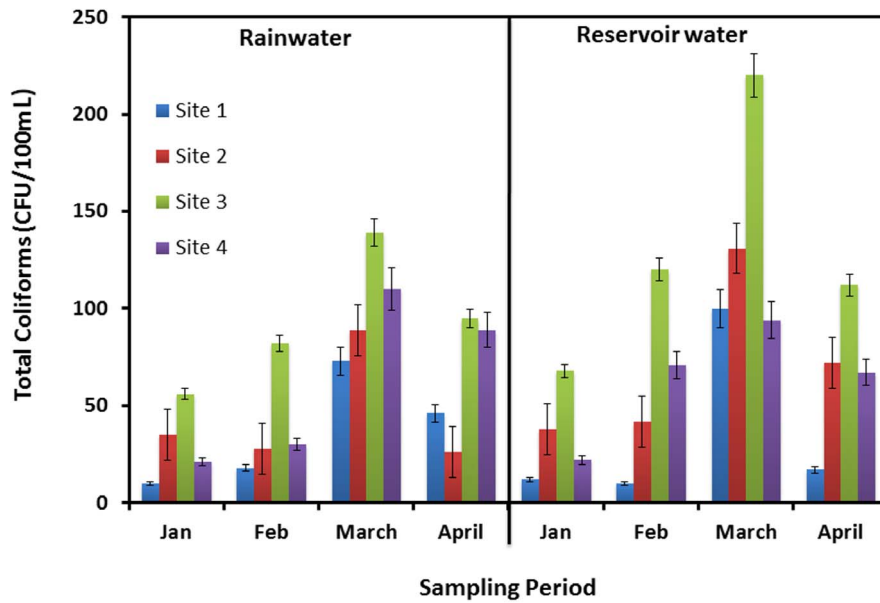 Rainwater
Reservoir water
Site 1
Site 2
Site 3
Site 4
Total Coliforms (CFU/100mL)
250
200
150
100
50
0
Jan Feb March April Jan Feb March April
Sampling Period